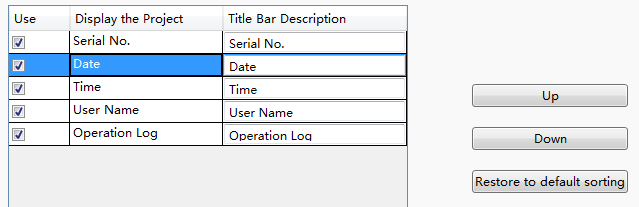 Use Display the Project Title Bar Description
Serial No. Serial No.
Date Date
Time Time
User Name User Name
Operation Log Operation Log
Up
Down
Restore to default sorting